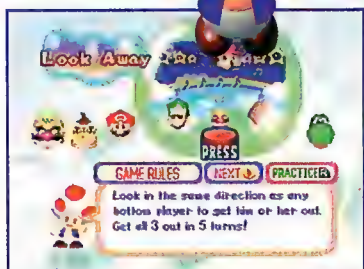 Look Away
PRESS
GAME RULES NEXT PRACTICE
Look in the same direction as any
bottom player to get him or her out.
Get all 3 out in 5 turns!